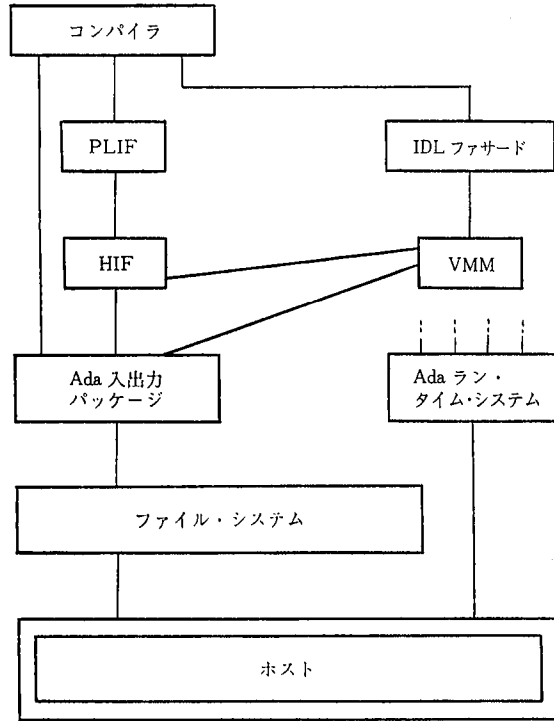 コンパイラ
PLIF
IDL ファサード
HIF
VMM
Ada 入出力
パッケージ
Ada ラン・
タイム・システム
ファイル・システム
ホスト